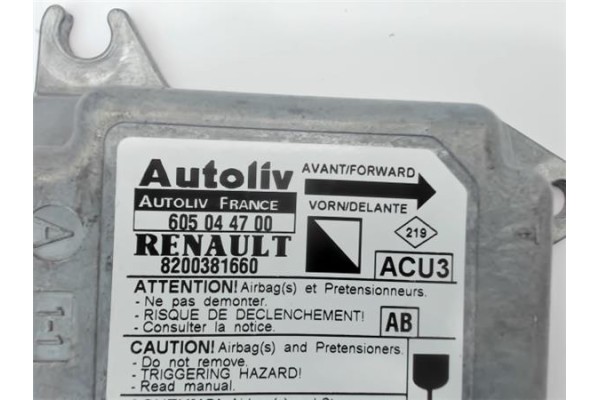 Autoliv
AVANT/FORWARD
AUTOLIV FRANCE
605 04 47 00
VORN/DELANTE
RENAULT
219
8200381660
ACU3
ATTENTION! Airbag(s) et Pretensionneurs.
- Ne pas demonter.
- RISQUE DE DECLENCHEMENT!
- Consulter la notice.
AB
CAUTION! Airbag(s) and Pretensioners.
- Do not remove.
- TRIGGERING HAZARD!
- Read manual.
A